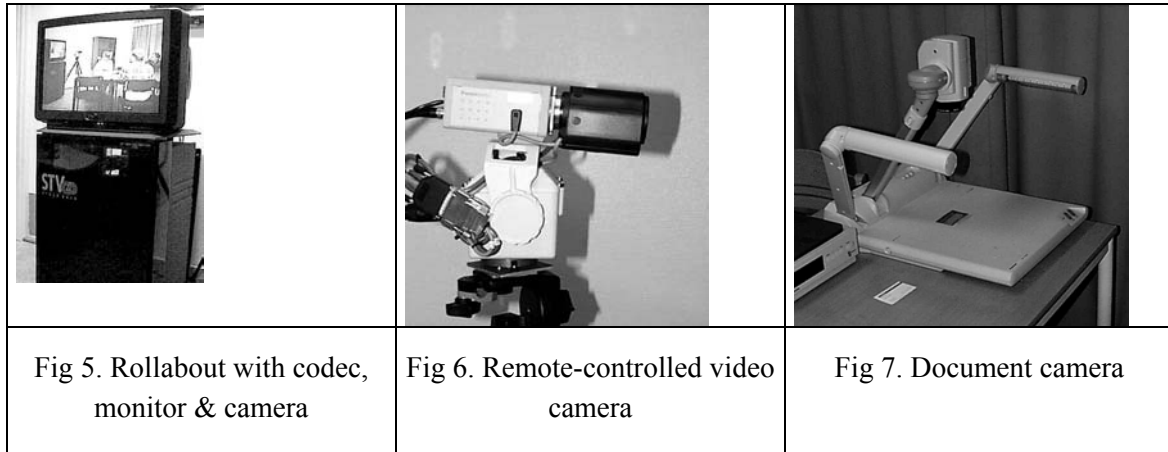 STV
Fig 5. Rollabout with codec,
monitor & camera
Fig 6. Remote-controlled video
camera
Fig 7. Document camera